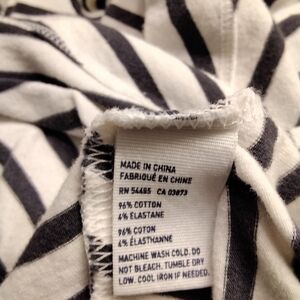 MADE IN CHINA
FABRIQUÉ EN CHINE
RN 54485 CA 03873
96% COTTON
4% ELASTANE
96% COTON
4% ÉLASTHANNE
MACHINE WASH COLD. DO
NOT BLEACH. TUMBLE DRY
LOW. COOL IRON IF NEEDED.